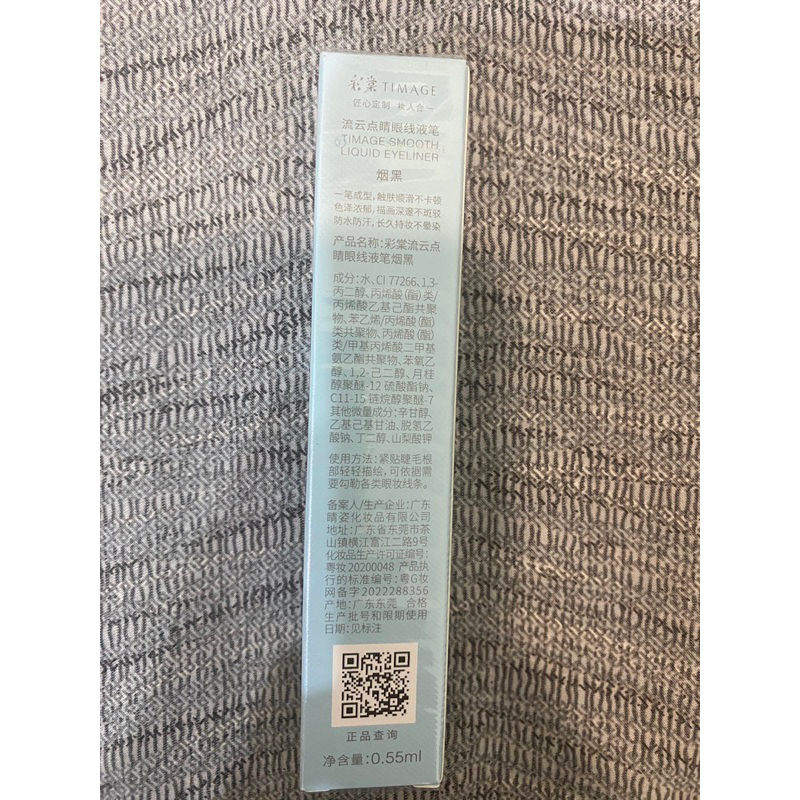 彩棠 TIMAGE
匠心定制 妆人合一
流云点睛眼线液笔
TIMAGE SMOOTH
LIQUID EYELINER
烟黑
一笔成型，触肤顺滑不卡顿
色泽浓郁，描画深邃不斑驳
防水防汗，长久持妆不晕染
产品名称：彩棠流云点
睛眼线液笔烟黑
成分：水、CI 77266、1,3-
丙二醇、丙烯酸（酯）类/
丙烯酸乙基己酯共聚
物、苯乙烯/丙烯酸（酯）
类共聚物、丙烯酸（酯）
类/甲基丙烯酸二甲基
氨乙酯共聚物、苯氧乙
醇、1,2-己二醇、月桂
醇聚醚-12 硫酸酯钠、
C11-15 链烷醇聚醚-7
其他微量成分：辛甘醇、
乙基己基甘油、脱氢乙
酸钠、丁二醇、山梨酸钾
使用方法：紧贴睫毛根
部轻轻描绘，可依据需
要勾勒各类眼妆线条。
备案人/生产企业：广东
睛姿化妆品有限公司
地址：广东省东莞市茶
山镇横江富江二路9号
化妆品生产许可证编号：
粤妆 20200048 产品执
行的标准编号：粤G妆
网备字2022288356
产地：广东东莞 合格
生产批号和限期使用
日期：见标注
正品查询
净含量：0.55ml